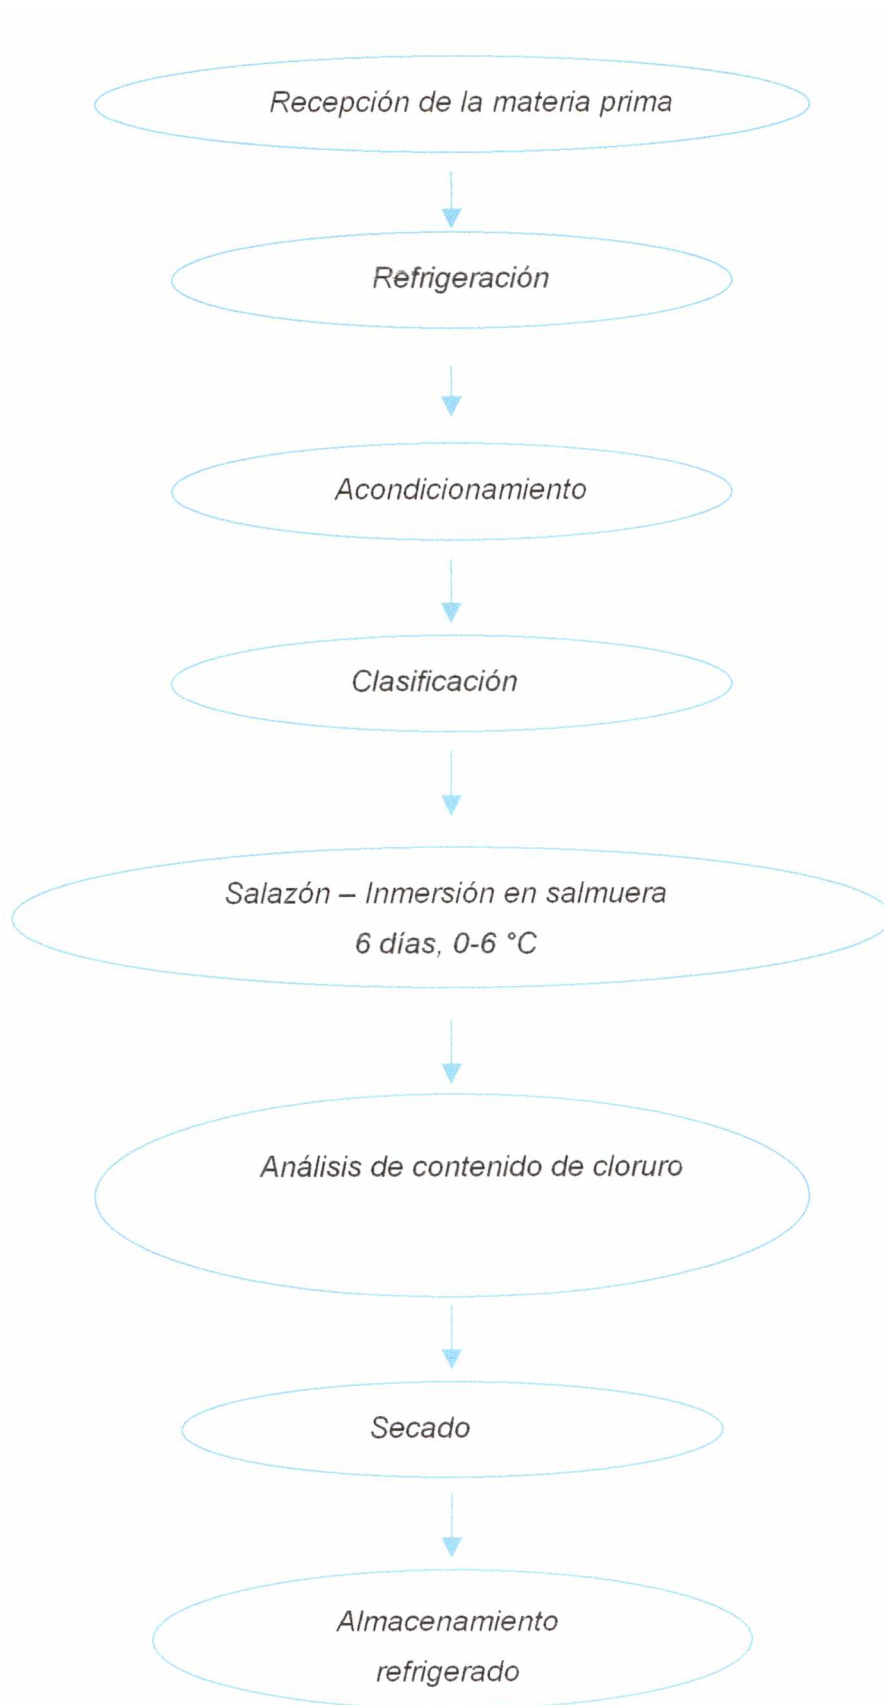 Recepción de la materia prima
Refrigeración
Acondicionamiento
Clasificación
Salazón – Inmersión en salmuera
6 días, 0-6 °C
Análisis de contenido de cloruro
Secado
Almacenamiento
refrigerado